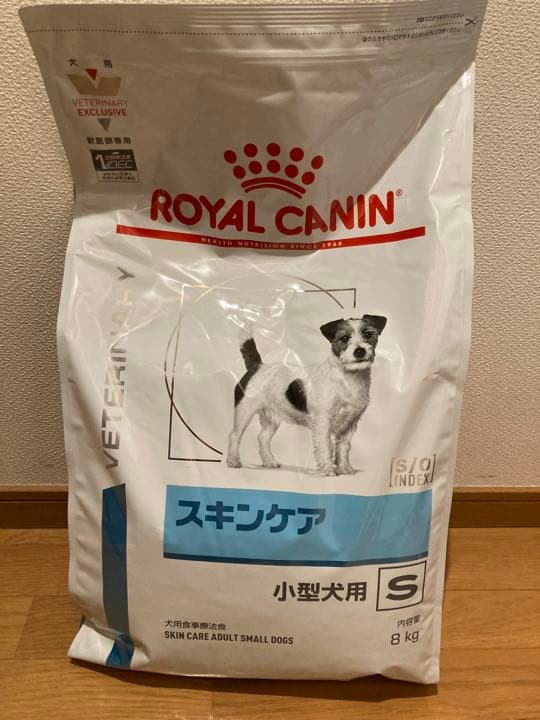 犬 用
VETERINARY
EXCLUSIVE
獣医師専用
ROYAL CANIN®
HEALTH NUTRITION SINCE 1968
VETERINARY
S/O
INDEX
スキンケア
小型犬用 S
犬用食事療法食
SKIN CARE ADULT SMALL DOGS
内容量
8 kg